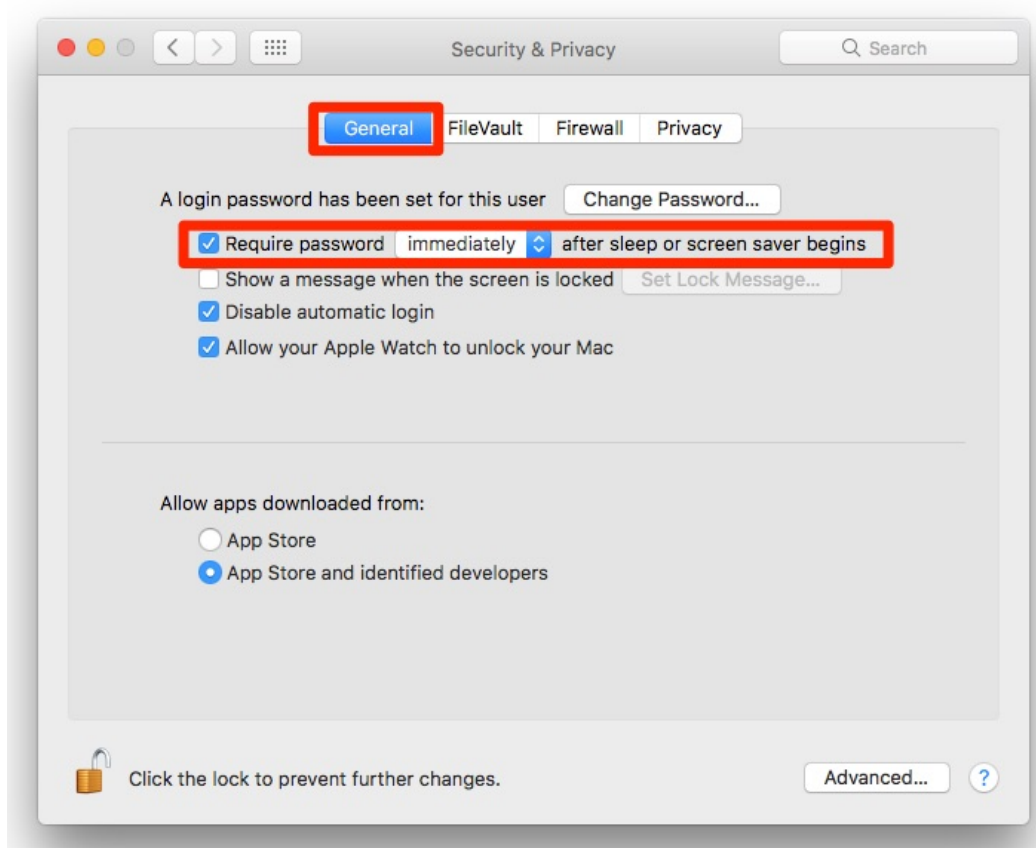 Security & Privacy
Search
General FileVault Firewall Privacy
A login password has been set for this user Change Password...
Require password immediately after sleep or screen saver begins
Show a message when the screen is locked Set Lock Message...
Disable automatic login
Allow your Apple Watch to unlock your Mac
Allow apps downloaded from:
App Store
App Store and identified developers
Click the lock to prevent further changes.
Advanced... ?